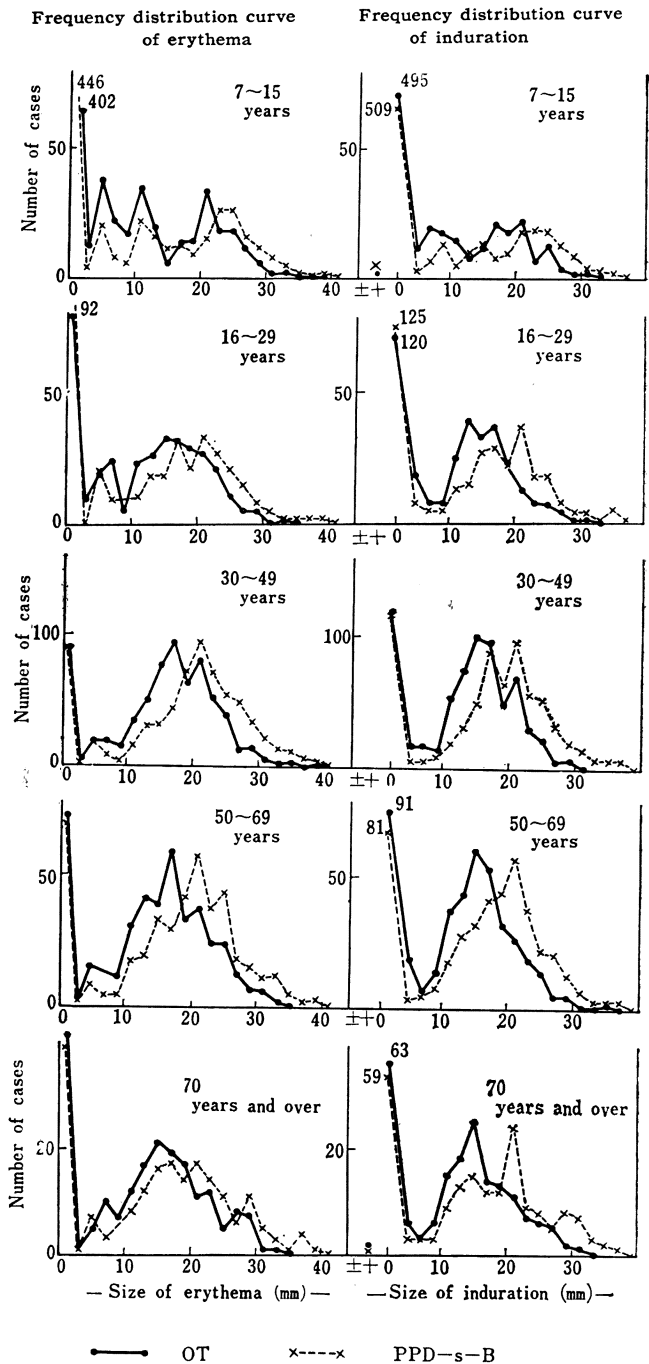 Frequency distribution curve
of erythema
Frequency distribution curve
of induration
Number of cases
446
402
50
0
7~15
years
0 10 20 30 40
509
495
50
0
7~15
years
±+ 0 10 20 30
92
50
0
16~29
years
0 10 20 30 40
125
120
50
16~29
years
±+ 0 10 20 30
Number of cases
100
0
30~49
years
0 10 20 30 40
100
30~49
years
±+ 0 10 20 30
50
0
50~69
years
0 10 20 30 40
91
81
50
50~69
years
±+ 0 10 20 30
Number of cases
20
0
70
years and over
0 10 20 30 40
— Size of erythema (mm) —
63
59
20
70
years and over
±+ 0 10 20 30
—Size of induration (mm)—
OT
PPD-s-B